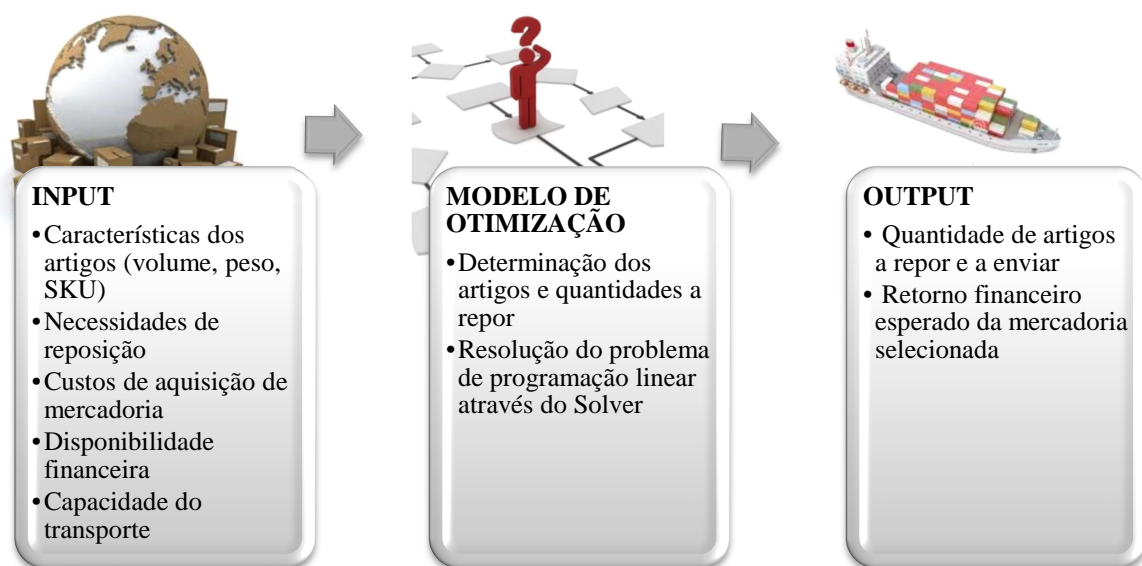 INPUT
•Características dos
artigos (volume, peso,
SKU)
•Necessidades de
reposição
•Custos de aquisição de
mercadoria
•Disponibilidade
financeira
•Capacidade do
transporte
MODELO DE
OTIMIZAÇÃO
•Determinação dos
artigos e quantidades a
repor
•Resolução do problema
de programação linear
através do Solver
OUTPUT
• Quantidade de artigos
a repor e a enviar
• Retorno financeiro
esperado da mercadoria
selecionada